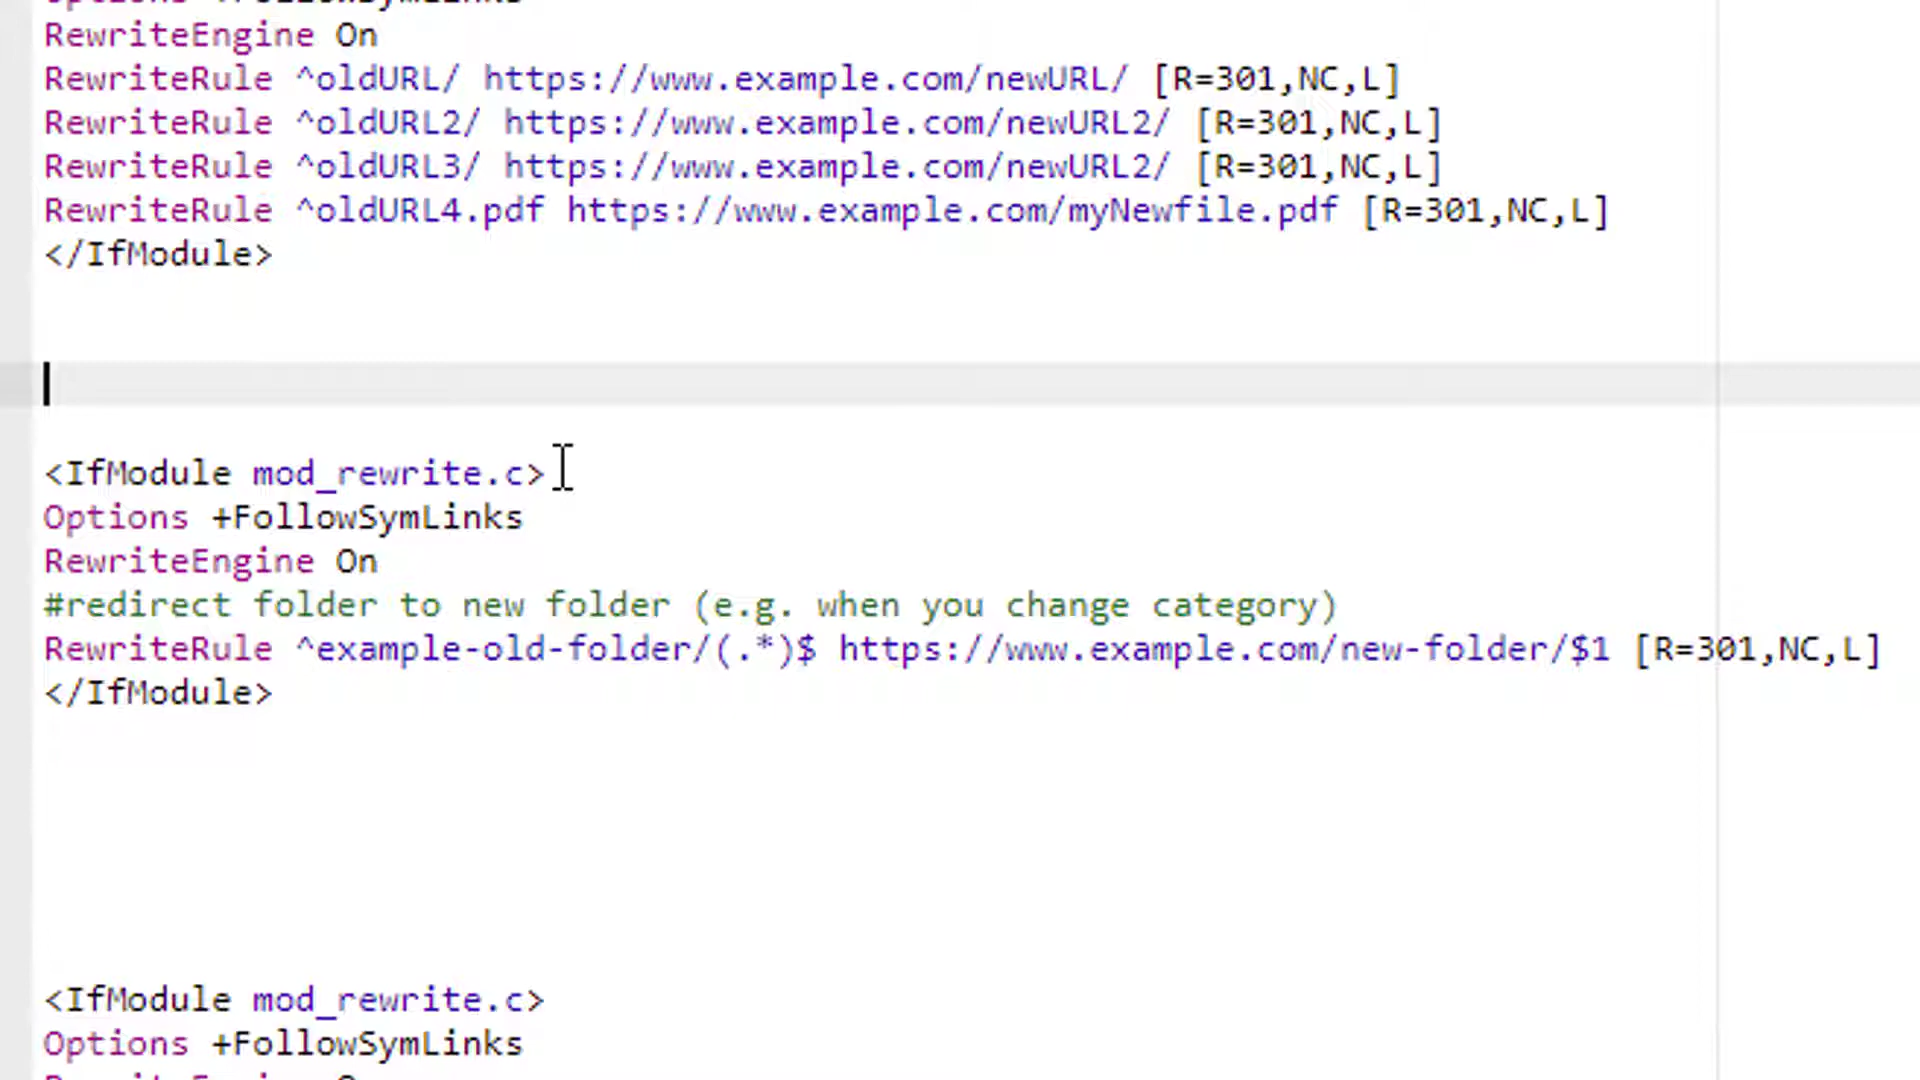 Options +FollowSymLinks
RewriteEngine On
RewriteRule ^oldURL/ https://www.example.com/newURL/ [R=301,NC,L]
RewriteRule ^oldURL2/ https://www.example.com/newURL2/ [R=301,NC,L]
RewriteRule ^oldURL3/ https://www.example.com/newURL2/ [R=301,NC,L]
RewriteRule ^oldURL4.pdf https://www.example.com/myNewfile.pdf [R=301,NC,L]
</IfModule>
<IfModule mod_rewrite.c>
Options +FollowSymLinks
RewriteEngine On
#redirect folder to new folder (e.g. when you change category)
RewriteRule ^example-old-folder/(.*)$ https://www.example.com/new-folder/$1 [R=301,NC,L]
</IfModule>
<IfModule mod_rewrite.c>
Options +FollowSymLinks